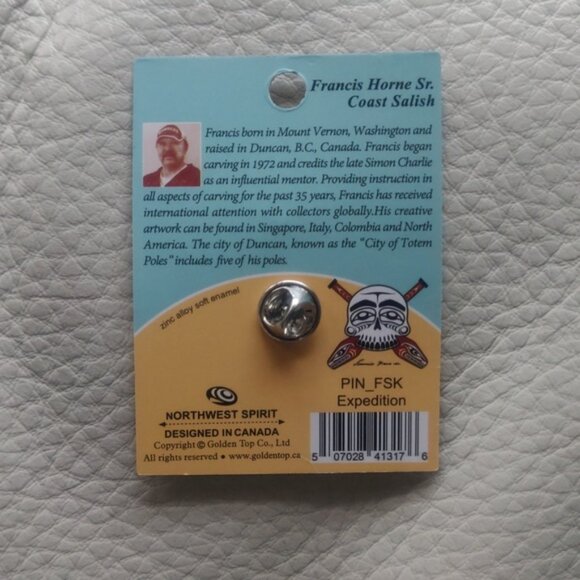 Francis Horne Sr.
Coast Salish
Francis born in Mount Vernon, Washington and
raised in Duncan, B.C., Canada. Francis began
carving in 1972 and credits the late Simon Charlie
as an influential mentor. Providing instruction in
all aspects of carving for the past 35 years, Francis has received
international attention with collectors globally.His creative
artwork can be found in Singapore, Italy, Colombia and North
America. The city of Duncan, known as the "City of Totem
Poles" includes five of his poles.
zinc alloy soft enamel
PIN_FSK
Expedition
NORTHWEST SPIRIT
DESIGNED IN CANADA
Copyright © Golden Top Co., Ltd
All rights reserved • www.goldentop.ca
5 07028 41317 6